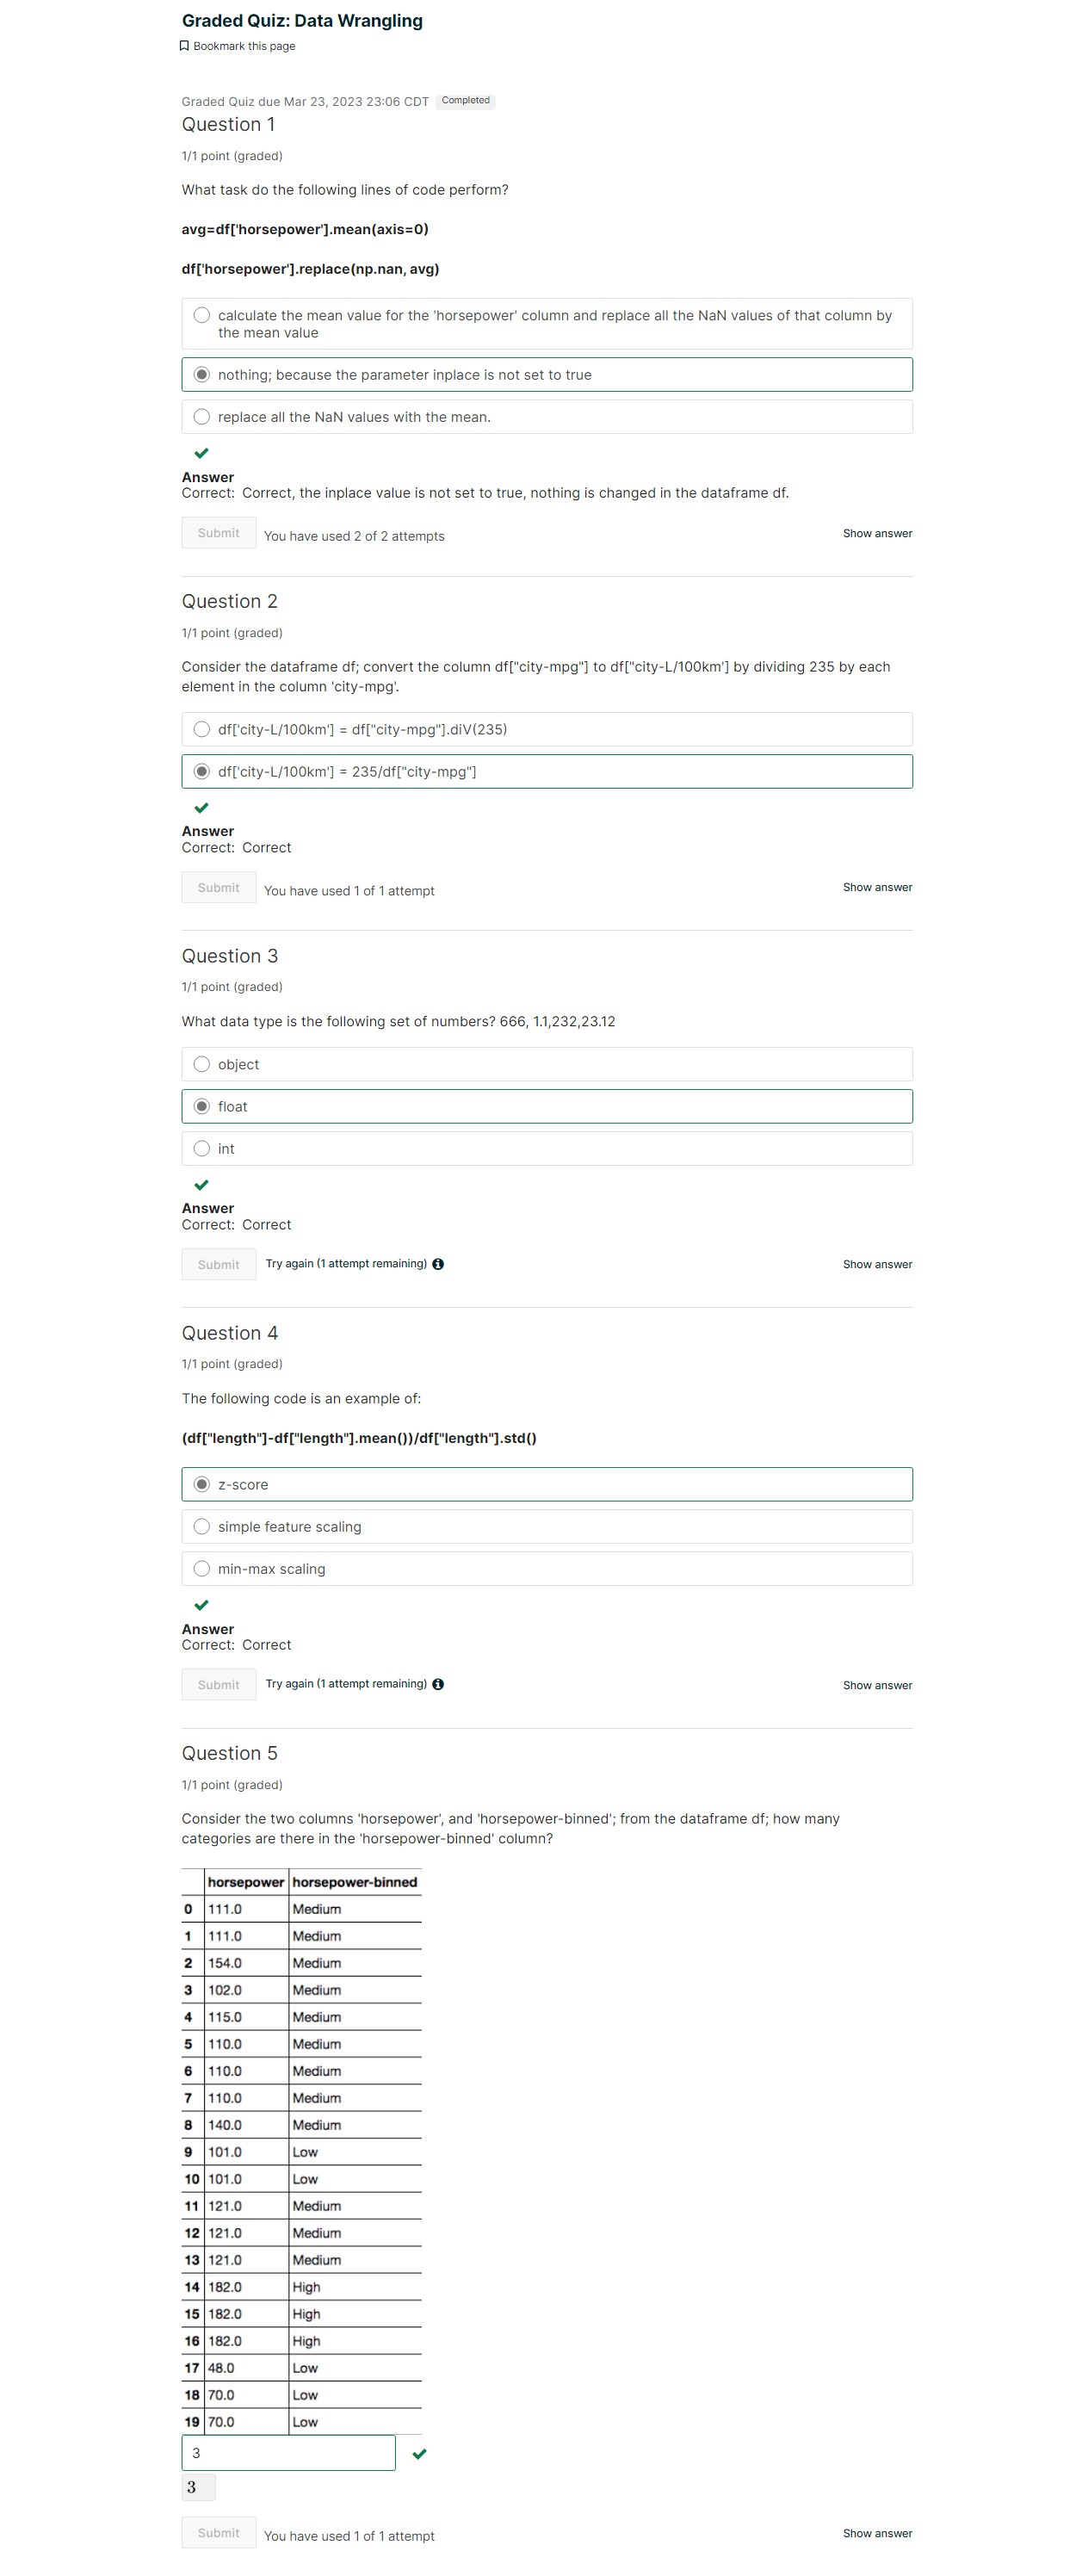 Graded Quiz: Data Wrangling
Bookmark this page
Graded Quiz due Mar 23, 2023 23:06 CDT Completed
Question 1
1/1 point (graded)
What task do the following lines of code perform?
avg=df['horsepower'].mean(axis=0)
df['horsepower'].replace(np.nan, avg)
calculate the mean value for the 'horsepower' column and replace all the NaN values of that column by
the mean value
nothing; because the parameter inplace is not set to true
replace all the NaN values with the mean.
Answer
Correct: Correct, the inplace value is not set to true, nothing is changed in the dataframe df.
Submit You have used 2 of 2 attempts Show answer
Question 2
1/1 point (graded)
Consider the dataframe df; convert the column df["city-mpg"] to df["city-L/100km'] by dividing 235 by each
element in the column 'city-mpg'.
df['city-L/100km'] = df["city-mpg"].diV(235)
df['city-L/100km'] = 235/df["city-mpg"]
Answer
Correct: Correct
Submit You have used 1 of 1 attempt Show answer
Question 3
1/1 point (graded)
What data type is the following set of numbers? 666, 1.1,232,23.12
object
float
int
Answer
Correct: Correct
Submit Try again (1 attempt remaining) Show answer
Question 4
1/1 point (graded)
The following code is an example of:
(df["length"]-df["length"].mean())/df["length"].std()
z-score
simple feature scaling
min-max scaling
Answer
Correct: Correct
Submit Try again (1 attempt remaining) Show answer
Question 5
1/1 point (graded)
Consider the two columns 'horsepower', and 'horsepower-binned'; from the dataframe df; how many
categories are there in the 'horsepower-binned' column?
horsepower horsepower-binned
0 111.0 Medium
1 111.0 Medium
2 154.0 Medium
3 102.0 Medium
4 115.0 Medium
5 110.0 Medium
6 110.0 Medium
7 110.0 Medium
8 140.0 Medium
9 101.0 Low
10 101.0 Low
11 121.0 Medium
12 121.0 Medium
13 121.0 Medium
14 182.0 High
15 182.0 High
16 182.0 High
17 48.0 Low
18 70.0 Low
19 70.0 Low
3
3
Submit You have used 1 of 1 attempt Show answer